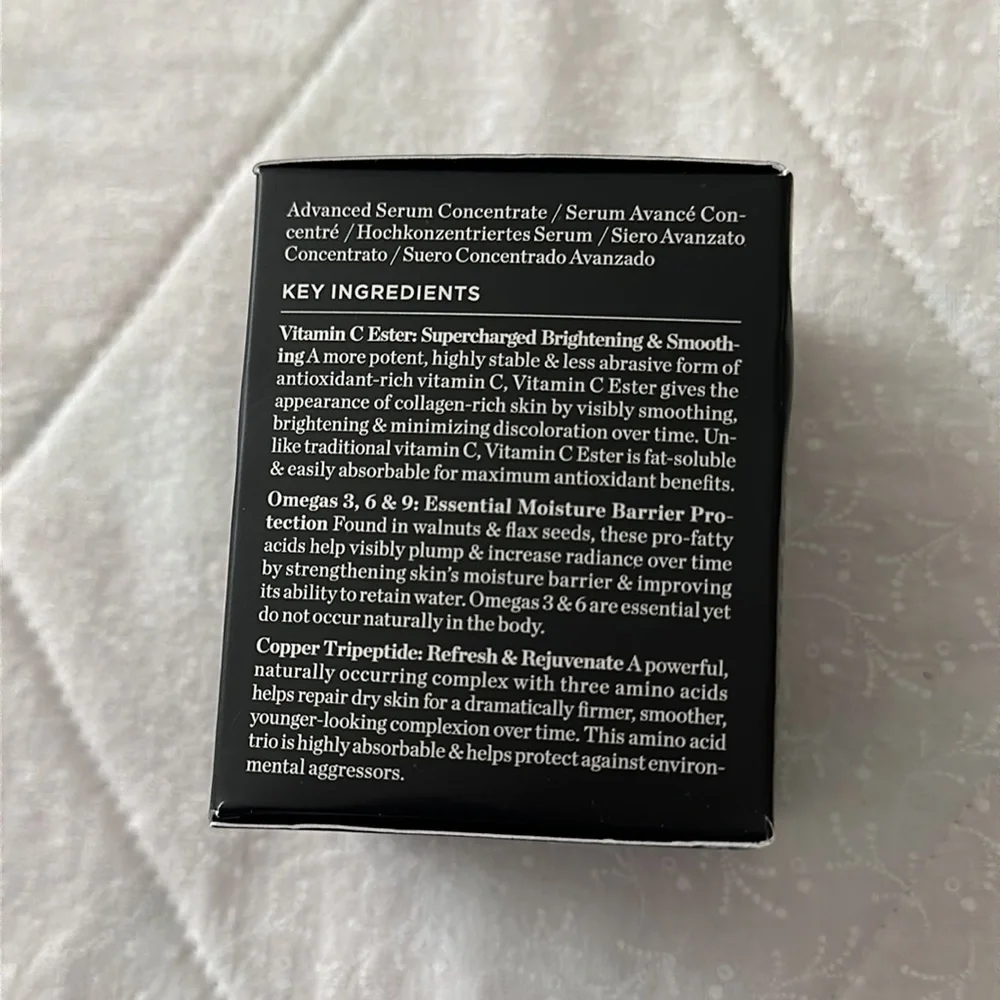 Advanced Serum Concentrate / Serum Avancé Con-
centré / Hochkonzentriertes Serum / Siero Avanzato
Concentrato / Suero Concentrado Avanzado
KEY INGREDIENTS
Vitamin C Ester: Supercharged Brightening & Smooth-
ing A more potent, highly stable & less abrasive form of
antioxidant-rich vitamin C, Vitamin C Ester gives the
appearance of collagen-rich skin by visibly smoothing,
brightening & minimizing discoloration over time. Un-
like traditional vitamin C, Vitamin C Ester is fat-soluble
& easily absorbable for maximum antioxidant benefits.
Omegas 3, 6 & 9: Essential Moisture Barrier Pro-
tection Found in walnuts & flax seeds, these pro-fatty
acids help visibly plump & increase radiance over time
by strengthening skin's moisture barrier & improving
its ability to retain water. Omegas 3 & 6 are essential yet
do not occur naturally in the body.
Copper Tripeptide: Refresh & Rejuvenate A powerful,
naturally occurring complex with three amino acids
helps repair dry skin for a dramatically firmer, smoother,
younger-looking complexion over time. This amino acid
trio is highly absorbable & helps protect against environ-
mental aggressors.